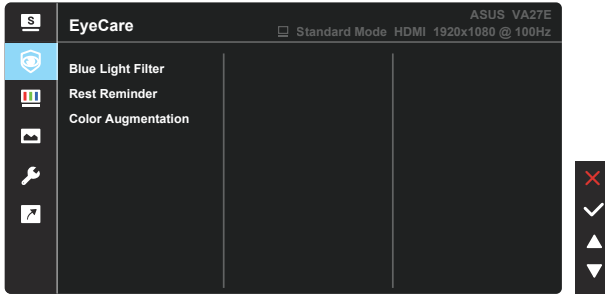 S
EyeCare
ASUS VA27E
Standard Mode HDMI 1920x1080 @ 100Hz
Blue Light Filter
Rest Reminder
Color Augmentation